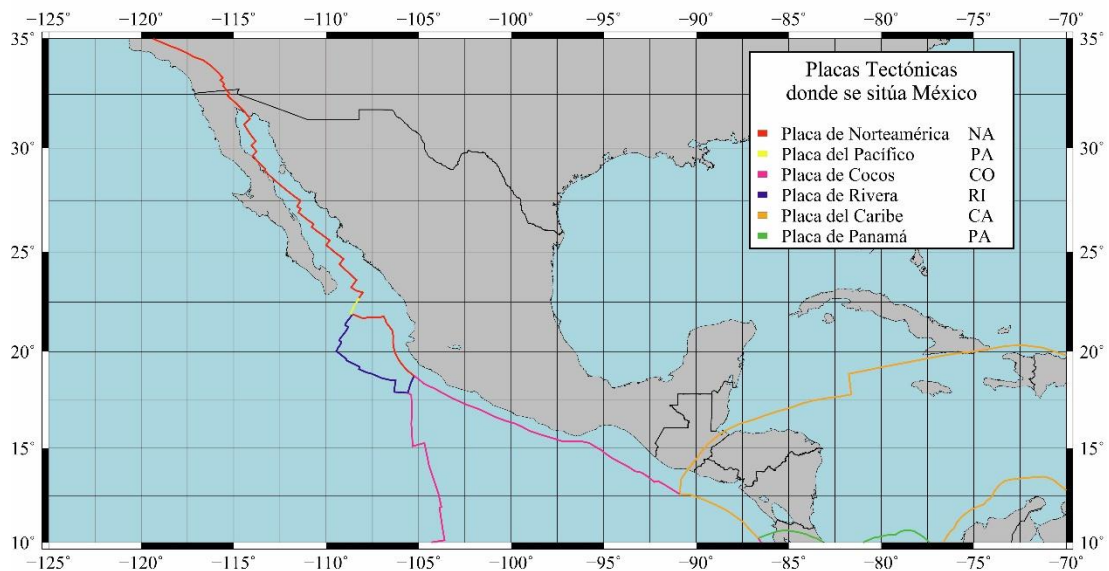 −125° −120° −115° −110° −105° −100° −95° −90° −85° −80° −75° −70°
35° 35°
Placas Tectónicas
donde se sitúa México
Placa de Norteamérica NA
Placa del Pacífico PA
Placa de Cocos CO
Placa de Rivera RI
Placa del Caribe CA
Placa de Panamá PA
30° 30°
25° 25°
20° 20°
15° 15°
10° 10°
−125° −120° −115° −110° −105° −100° −95° −90° −85° −80° −75° −70°